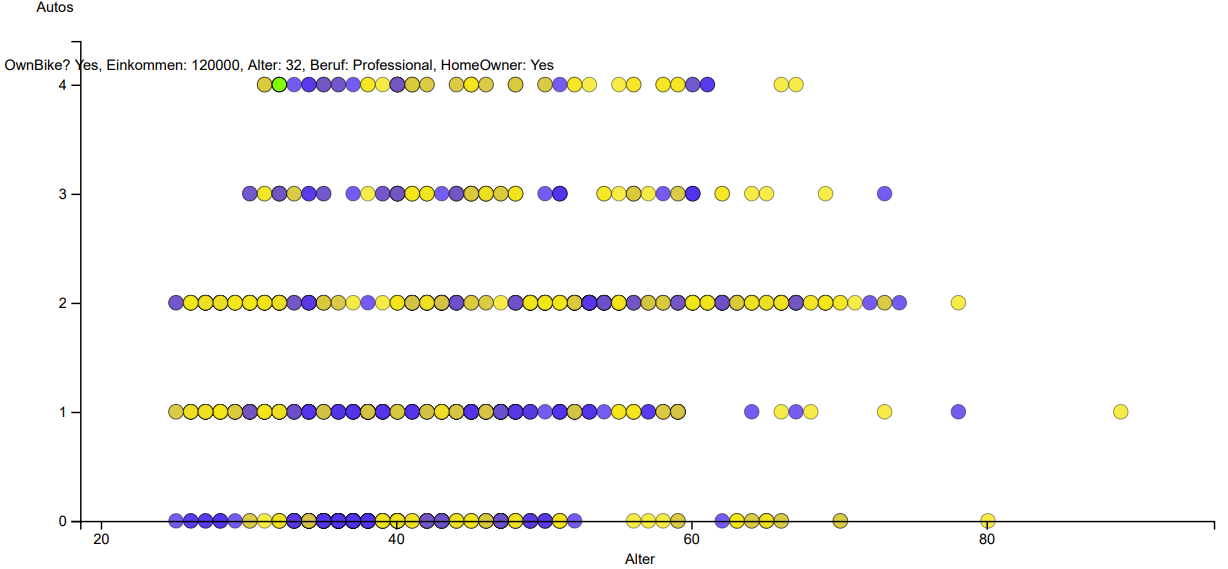 Autos
OwnBike? Yes, Einkommen: 120000, Alter: 32, Beruf: Professional, HomeOwner: Yes
4
3
2
1
0
20 40 60 80
Alter